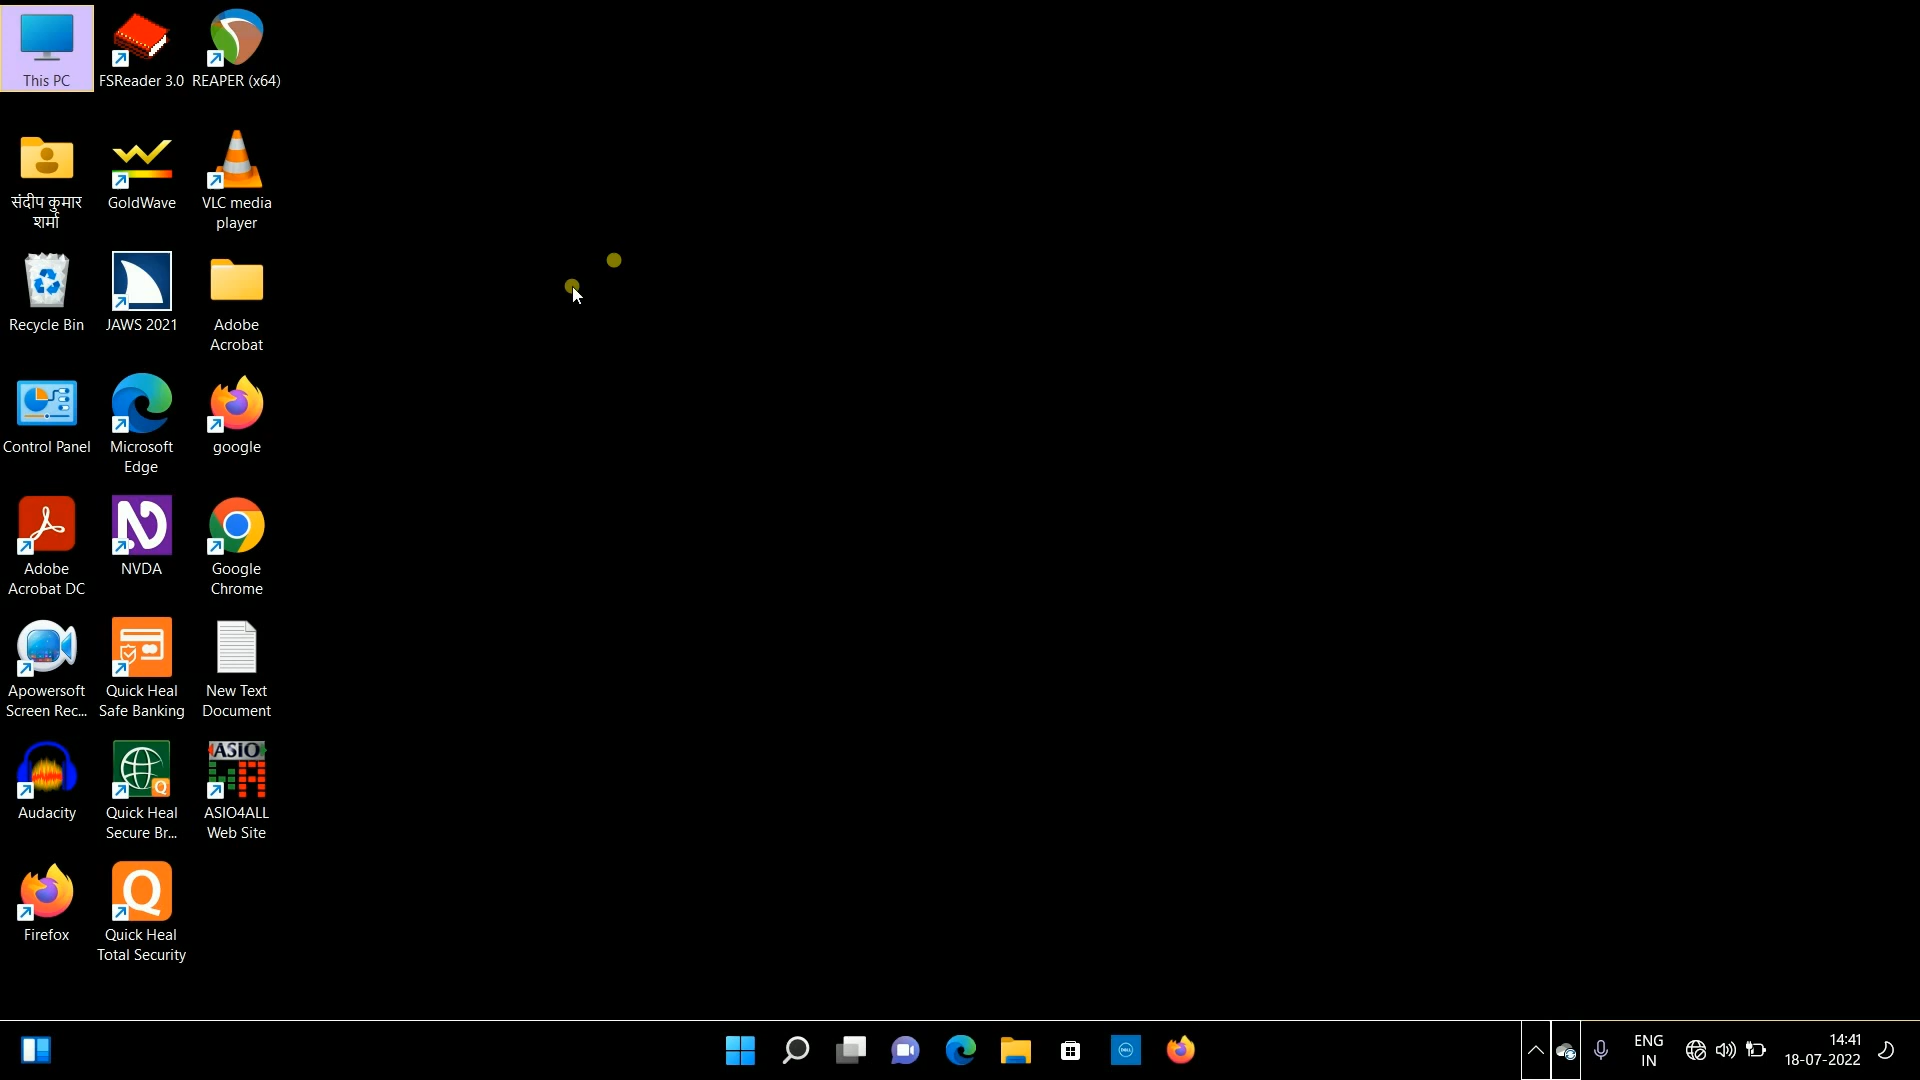 This PC
FSReader 3.0
REAPER (x64)
संदीप कुमार
शर्मा
GoldWave
VLC media
player
Recycle Bin
JAWS 2021
Adobe
Acrobat
Control Panel
Microsoft
Edge
google
Adobe
Acrobat DC
NVDA
Google
Chrome
Apowersoft
Screen Rec...
Quick Heal
Safe Banking
New Text
Document
Audacity
Quick Heal
Secure Br...
ASIO
ASIO4ALL
Web Site
Firefox
Quick Heal
Total Security
DELL
ENG
IN
14:41
18-07-2022